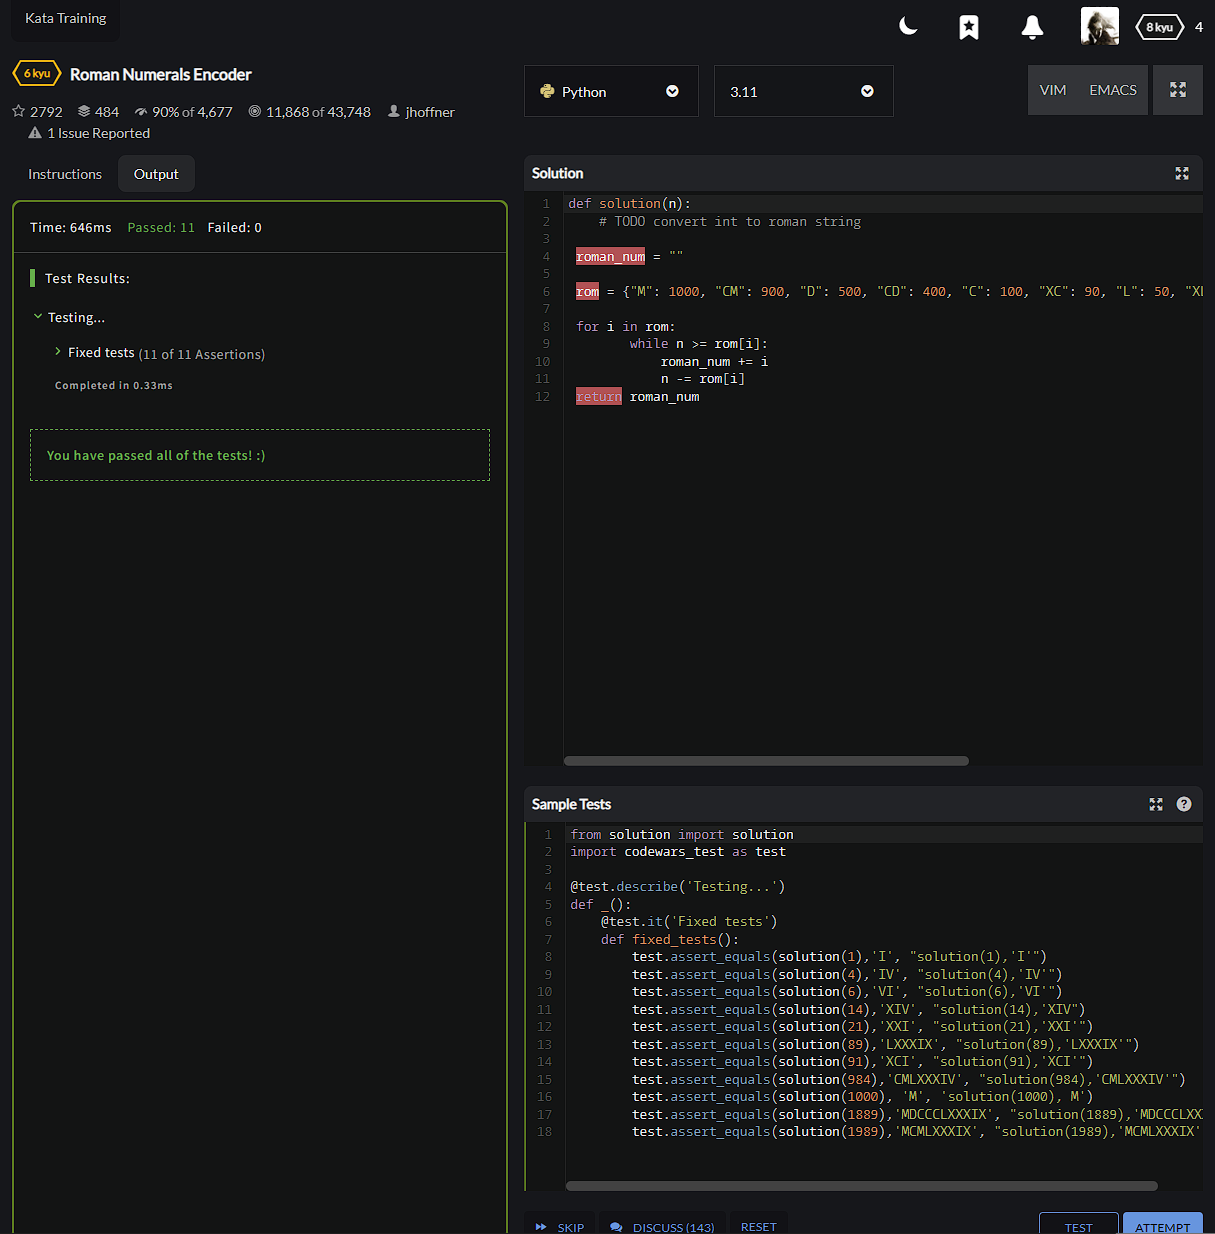 Kata Training
8 kyu 4
6 kyu Roman Numerals Encoder
2792 484 90% of 4,677 11,868 of 43,748 jhoffner
1 Issue Reported
Instructions Output
Time: 646ms Passed: 11 Failed: 0
Test Results:
Testing...
Fixed tests (11 of 11 Assertions)
Completed in 0.33ms
You have passed all of the tests! :)
Python 3.11 VIM EMACS
Solution
1 def solution(n):
2 # TODO convert int to roman string
3
4 roman_num = ""
5
6 rom = {"M": 1000, "CM": 900, "D": 500, "CD": 400, "C": 100, "XC": 90, "L": 50, "XL
7
8 for i in rom:
9 while n >= rom[i]:
10 roman_num += i
11 n -= rom[i]
12 return roman_num
Sample Tests
1 from solution import solution
2 import codewars_test as test
3
4 @test.describe('Testing...')
5 def _():
6 @test.it('Fixed tests')
7 def fixed_tests():
8 test.assert_equals(solution(1),'I', "solution(1),'I'")
9 test.assert_equals(solution(4),'IV', "solution(4),'IV'")
10 test.assert_equals(solution(6),'VI', "solution(6),'VI'")
11 test.assert_equals(solution(14),'XIV', "solution(14),'XIV")
12 test.assert_equals(solution(21),'XXI', "solution(21),'XXI'")
13 test.assert_equals(solution(89),'LXXXIX', "solution(89),'LXXXIX'")
14 test.assert_equals(solution(91),'XCI', "solution(91),'XCI'")
15 test.assert_equals(solution(984),'CMLXXXIV', "solution(984),'CMLXXXIV'")
16 test.assert_equals(solution(1000), 'M', 'solution(1000), M')
17 test.assert_equals(solution(1889),'MDCCCLXXXIX', "solution(1889),'MDCCCLXX
18 test.assert_equals(solution(1989),'MCMLXXXIX', "solution(1989),'MCMLXXXIX'
SKIP DISCUSS (143) RESET TEST ATTEMPT